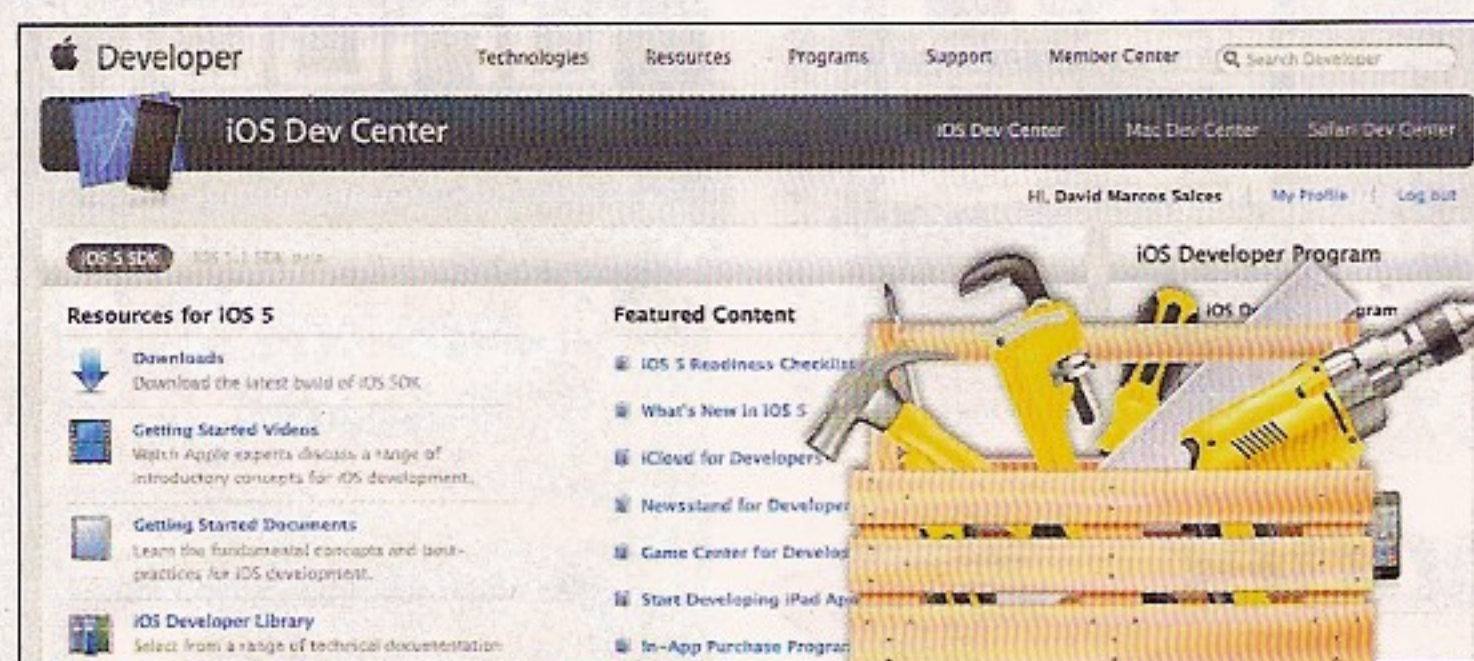 Developer
Technologies Resources Programs Support Member Center Search Developer
iOS Dev Center
iOS Dev Center Mac Dev Center Safari Dev Center
Hi, David Marcos Salces | My Profile | Log out
iOS 5 SDK
iOS Developer Program
Resources for iOS 5
Downloads
Download the latest build of iOS SDK.
Getting Started Videos
Watch Apple experts discuss a range of
introductory concepts for iOS development.
Getting Started Documents
Learn the fundamental concepts and best-
practices for iOS development.
iOS Developer Library
Select from a range of technical documentation
Featured Content
iOS 5 Readiness Checklist
What's New in iOS 5
iCloud for Developers
Newsstand for Developer
Game Center for Develop
Start Developing iPad App
In-App Purchase Program
iOS